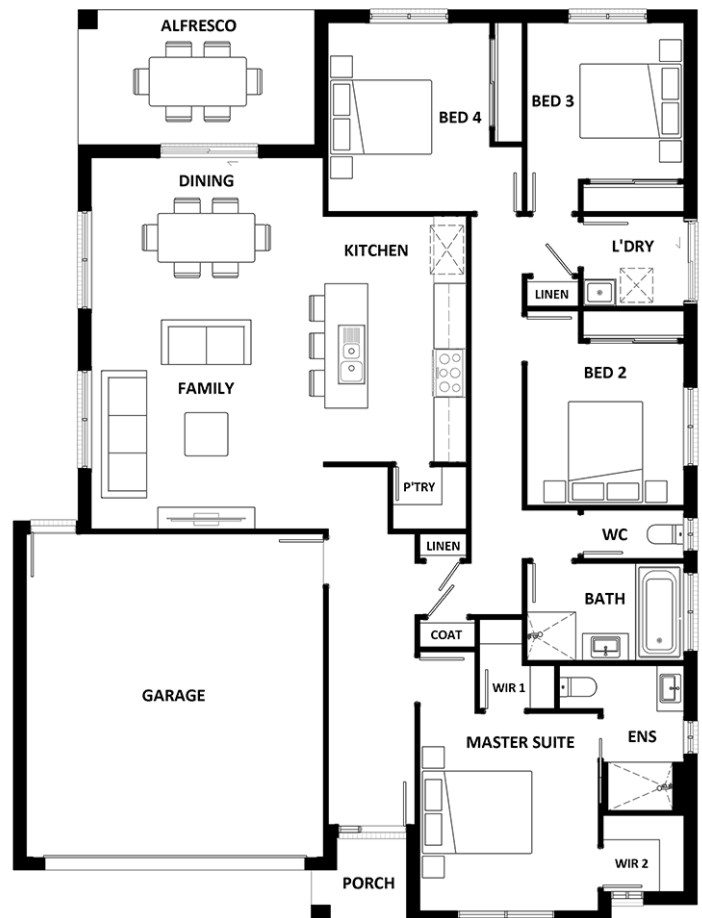 ALFRESCO
BED 4
BED 3
DINING
KITCHEN
L'DRY
LINEN
FAMILY
BED 2
P'TRY
LINEN
WC
BATH
COAT
WIR 1
GARAGE
MASTER SUITE
ENS
WIR 2
PORCH